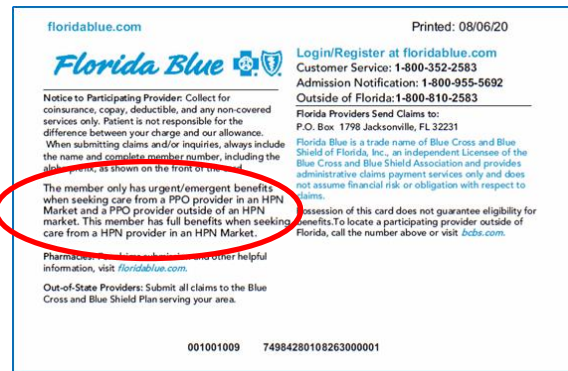 floridablue.com
Printed: 08/06/20
Florida Blue
Notice to Participating Provider: Collect for
coinsurance, copay, deductible, and any non-covered
services only. Patient is not responsible for the
difference between your charge and our allowance.
When submitting claims and/or inquiries, always include
the name and complete member number, including the
alpha prefix, as shown on the front of the card.
The member only has urgent/emergent benefits
when seeking care from a PPO provider in an HPN
Market and a PPO provider outside of an HPN
market. This member has full benefits when seeking
care from a HPN provider in an HPN Market.
Pharmacies: For claims submission and other helpful
information, visit floridablue.com.
Out-of-State Providers: Submit all claims to the Blue
Cross and Blue Shield Plan serving your area.
Login/Register at floridablue.com
Customer Service: 1-800-352-2583
Admission Notification: 1-800-955-5692
Outside of Florida:1-800-810-2583
Florida Providers Send Claims to:
P.O. Box 1798 Jacksonville, FL 32231
Florida Blue is a trade name of Blue Cross and Blue
Shield of Florida, Inc., an independent Licensee of the
Blue Cross and Blue Shield Association and provides
administrative claims payment services only and does
not assume financial risk or obligation with respect to
claims.
Possession of this card does not guarantee eligibility for
benefits.To locate a participating provider outside of
Florida, call the number above or visit bcbs.com.
001001009 74984280108263000001